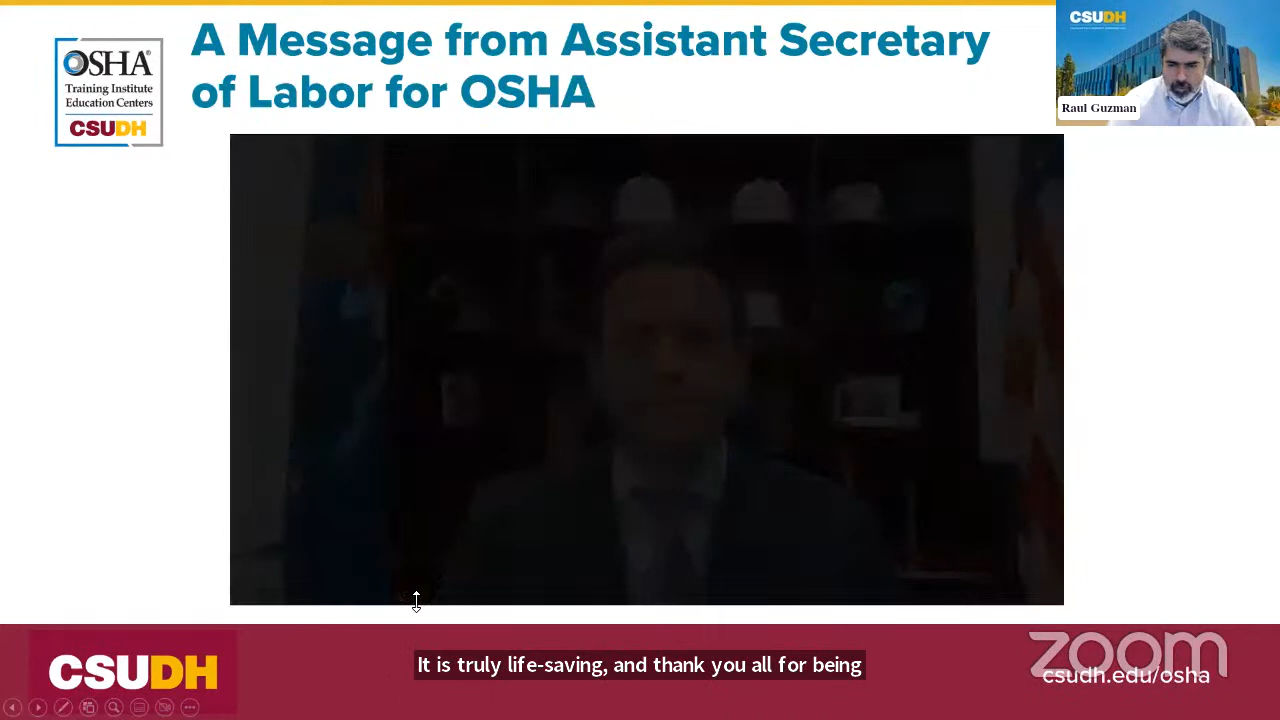 A Message from Assistant Secretary
of Labor for OSHA
OSHA®
Training Institute
Education Centers
CSUDH
CSUDH
Raul Guzman
It is truly life-saving, and thank you all for being
CSUDH
zoom
csudh.edu/osha